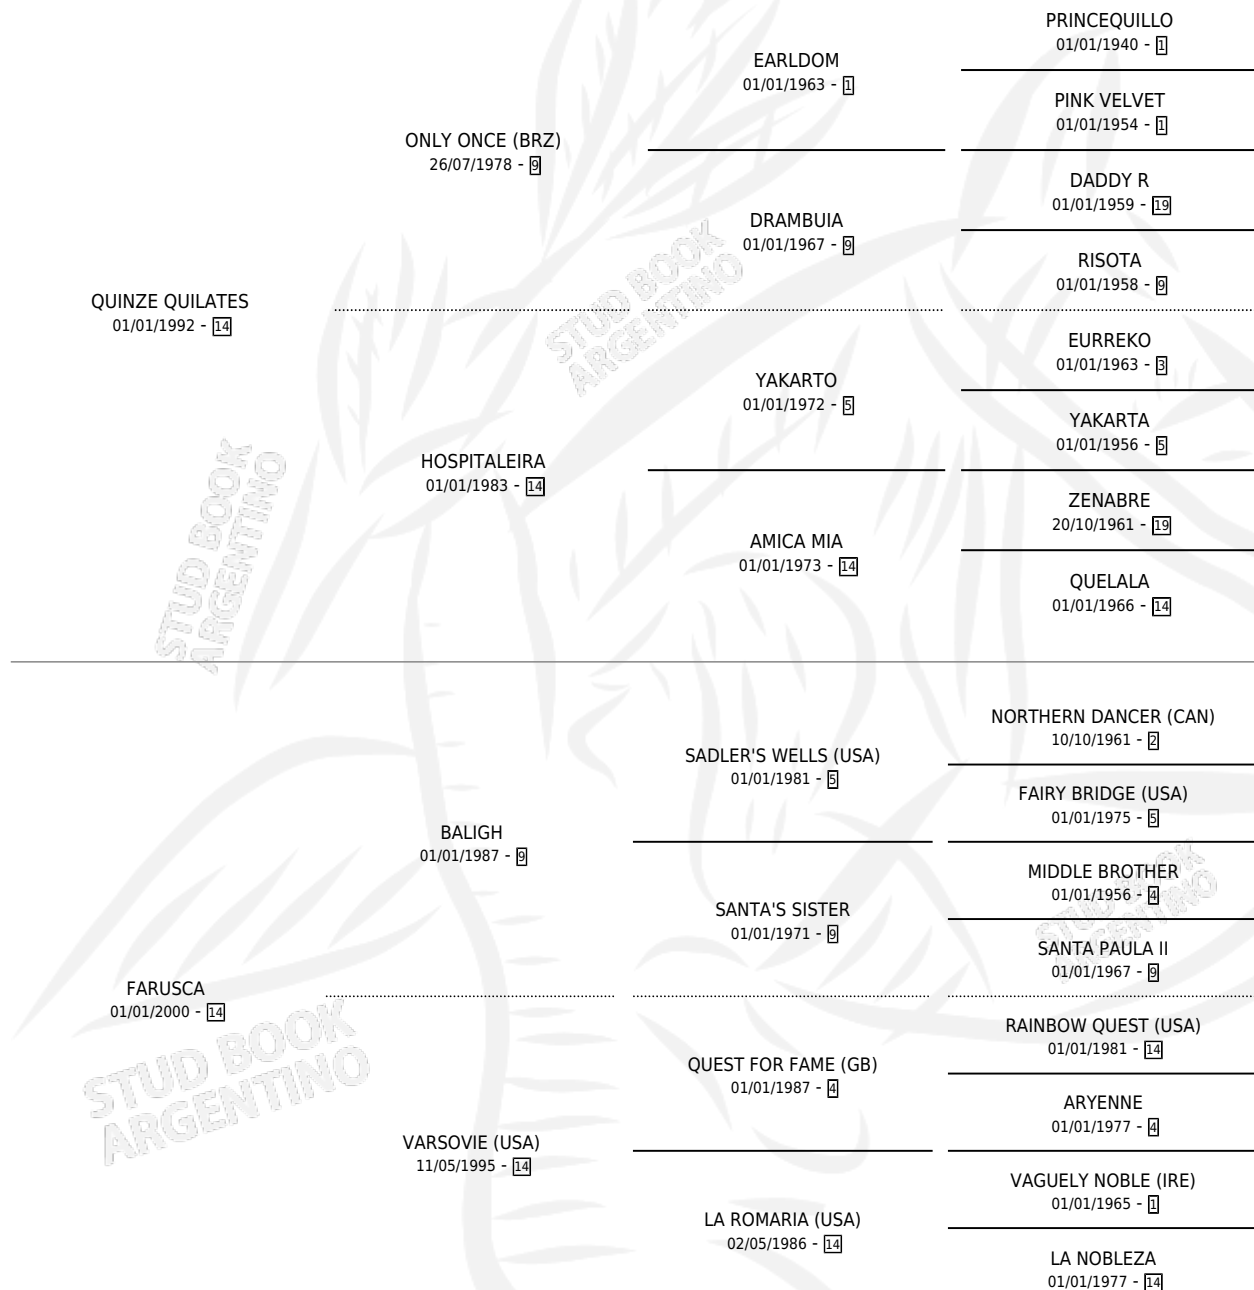 PRINCEQUILLO
01/01/1940 - 1
EARLDOM
01/01/1963 - 1
PINK VELVET
01/01/1954 - 1
ONLY ONCE (BRZ)
26/07/1978 - 9
DADDY R
01/01/1959 - 19
DRAMBUIA
01/01/1967 - 9
RISOTA
01/01/1958 - 9
QUINZE QUILATES
01/01/1992 - 14
EURREKO
01/01/1963 - 3
YAKARTO
01/01/1972 - 5
YAKARTA
01/01/1956 - 5
HOSPITALEIRA
01/01/1983 - 14
ZENABRE
20/10/1961 - 19
AMICA MIA
01/01/1973 - 14
QUELALA
01/01/1966 - 14
STUD BOOK
ARGENTINO
STUD BOOK
ARGENTINO
NORTHERN DANCER (CAN)
10/10/1961 - 2
SADLER'S WELLS (USA)
01/01/1981 - 5
FAIRY BRIDGE (USA)
01/01/1975 - 5
BALIGH
01/01/1987 - 9
MIDDLE BROTHER
01/01/1956 - 4
SANTA'S SISTER
01/01/1971 - 9
SANTA PAULA II
01/01/1967 - 9
FARUSCA
01/01/2000 - 14
RAINBOW QUEST (USA)
01/01/1981 - 14
QUEST FOR FAME (GB)
01/01/1987 - 4
ARYENNE
01/01/1977 - 4
VARSOVIE (USA)
11/05/1995 - 14
VAGUELY NOBLE (IRE)
01/01/1965 - 1
LA ROMARIA (USA)
02/05/1986 - 14
LA NOBLEZA
01/01/1977 - 14
STUD BOOK
ARGENTINO
STUD BOOK
ARGENTINO